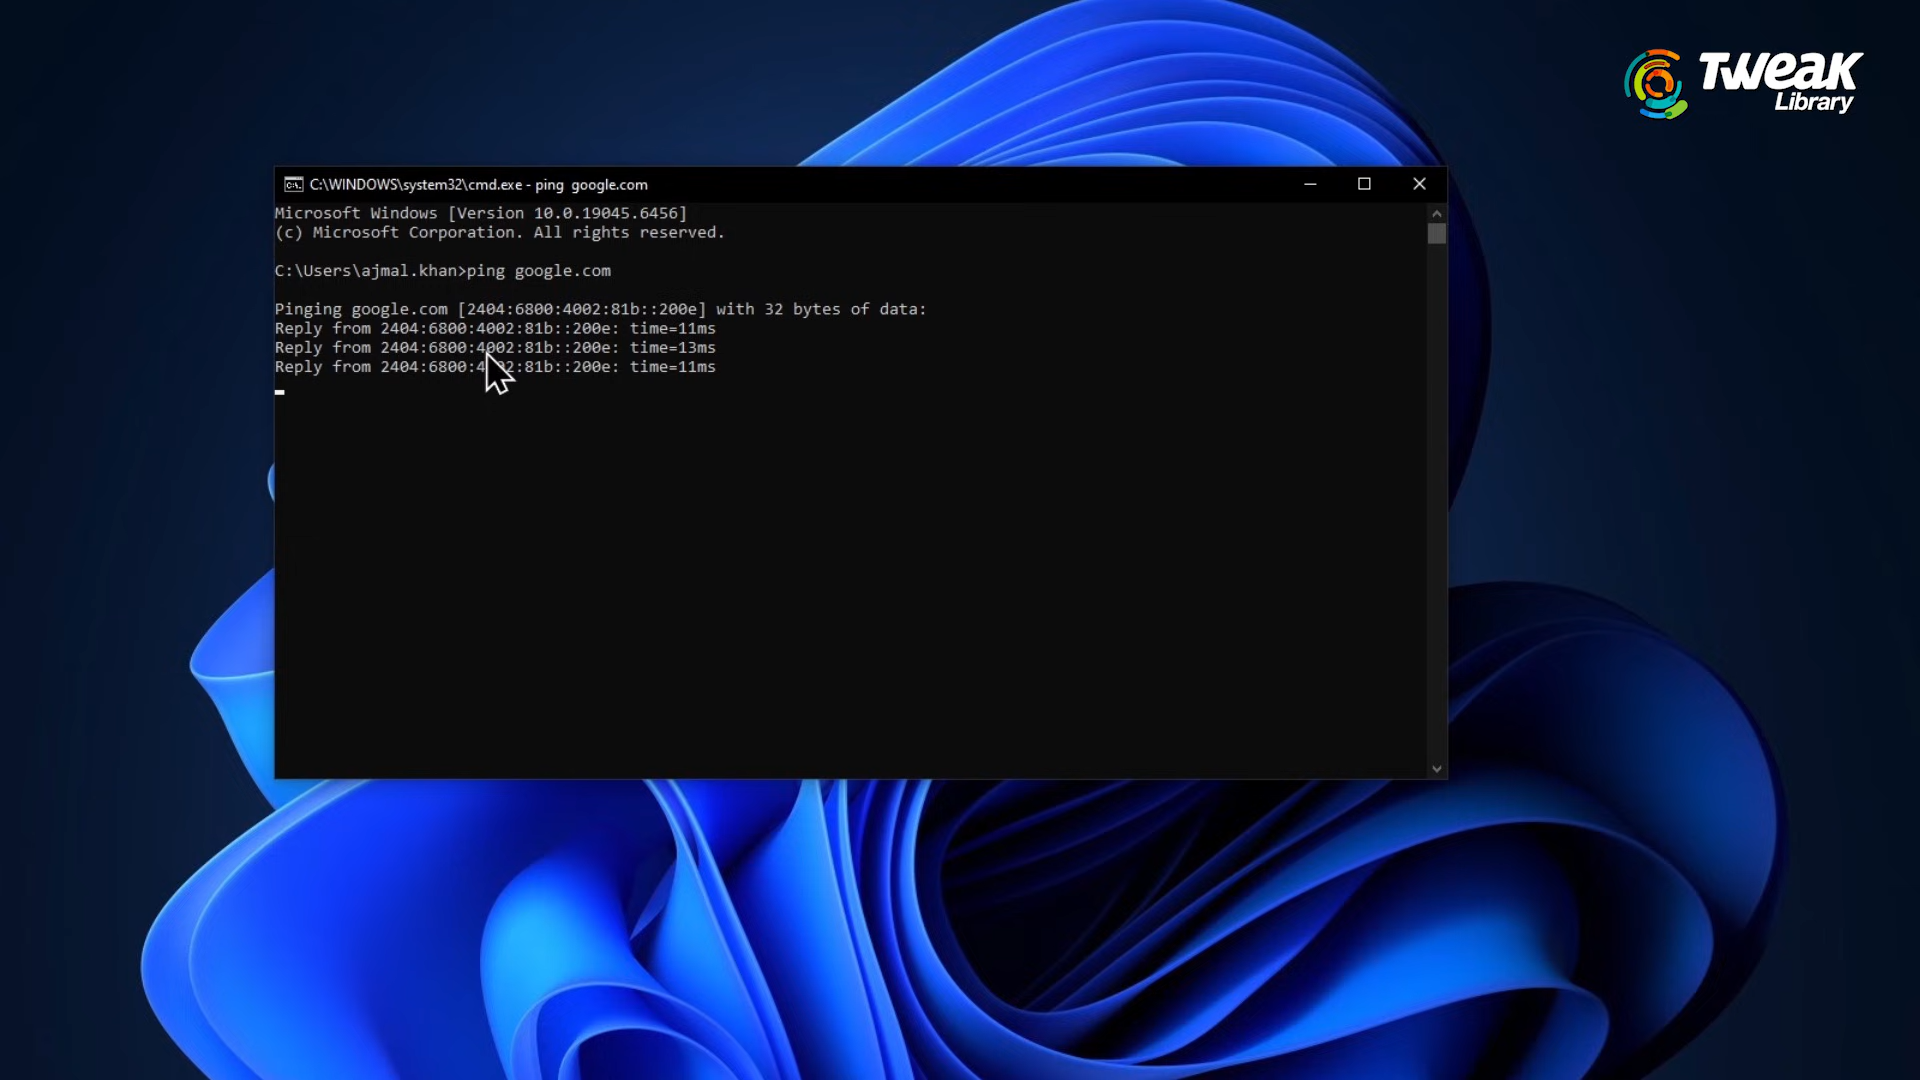 TWeaK
Library
C:\WINDOWS\system32\cmd.exe - ping  google.com
Microsoft Windows [Version 10.0.19045.6456]
(c) Microsoft Corporation. All rights reserved.
C:\Users\ajmal.khan>ping google.com
Pinging google.com [2404:6800:4002:81b::200e] with 32 bytes of data:
Reply from 2404:6800:4002:81b::200e: time=11ms
Reply from 2404:6800:4002:81b::200e: time=13ms
Reply from 2404:6800:4002:81b::200e: time=11ms